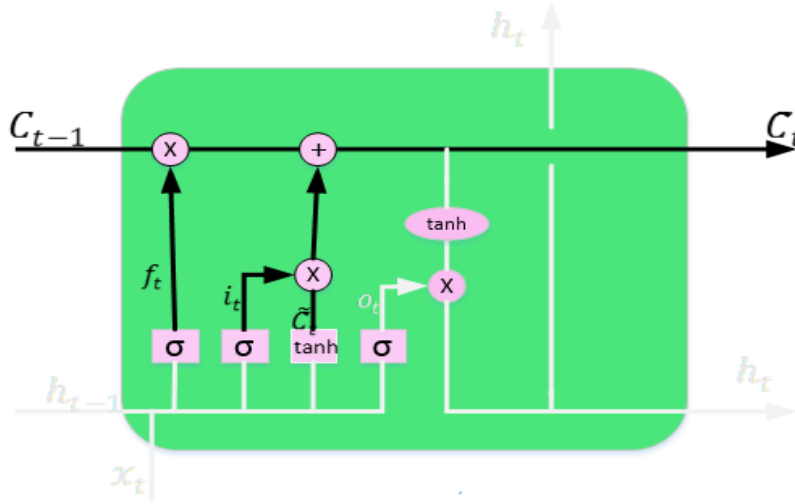 h_t
C_{t-1} C_t
x +
tanh
f_t i_t x o_t x
C̃_t
σ σ tanh σ
h_{t-1} h_t
x_t